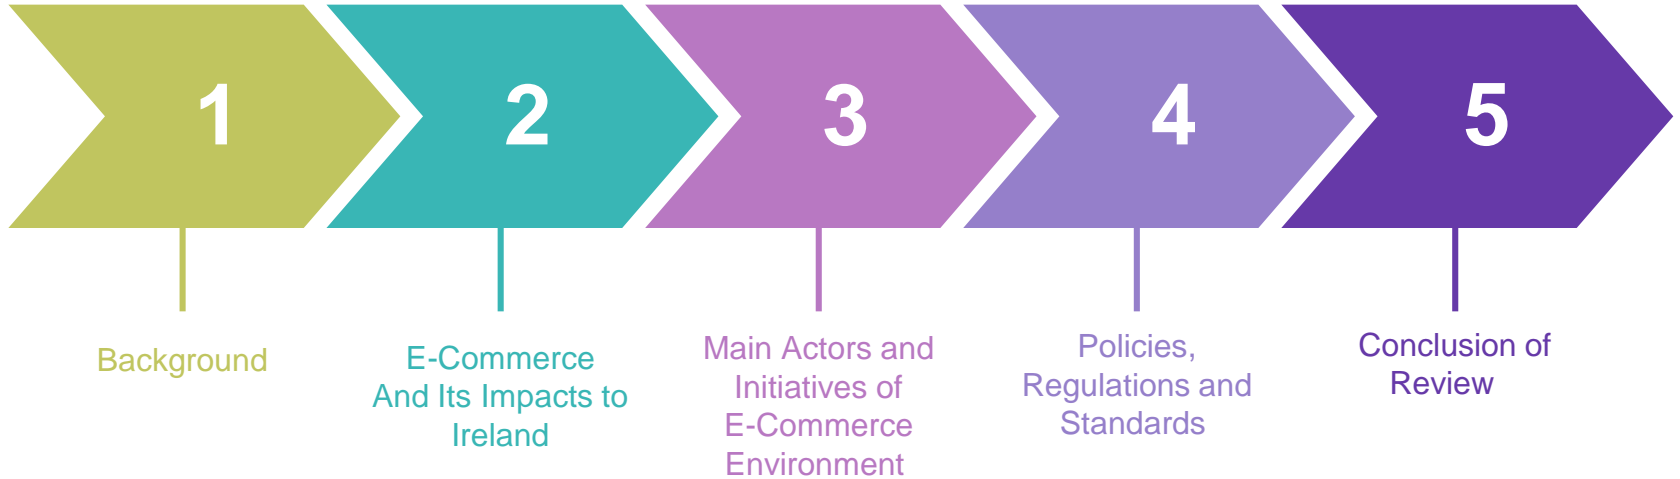 1
2
3
4
5
Background
E-Commerce
And Its Impacts to
Ireland
Main Actors and
Initiatives of
E-Commerce
Environment
Policies,
Regulations and
Standards
Conclusion of
Review